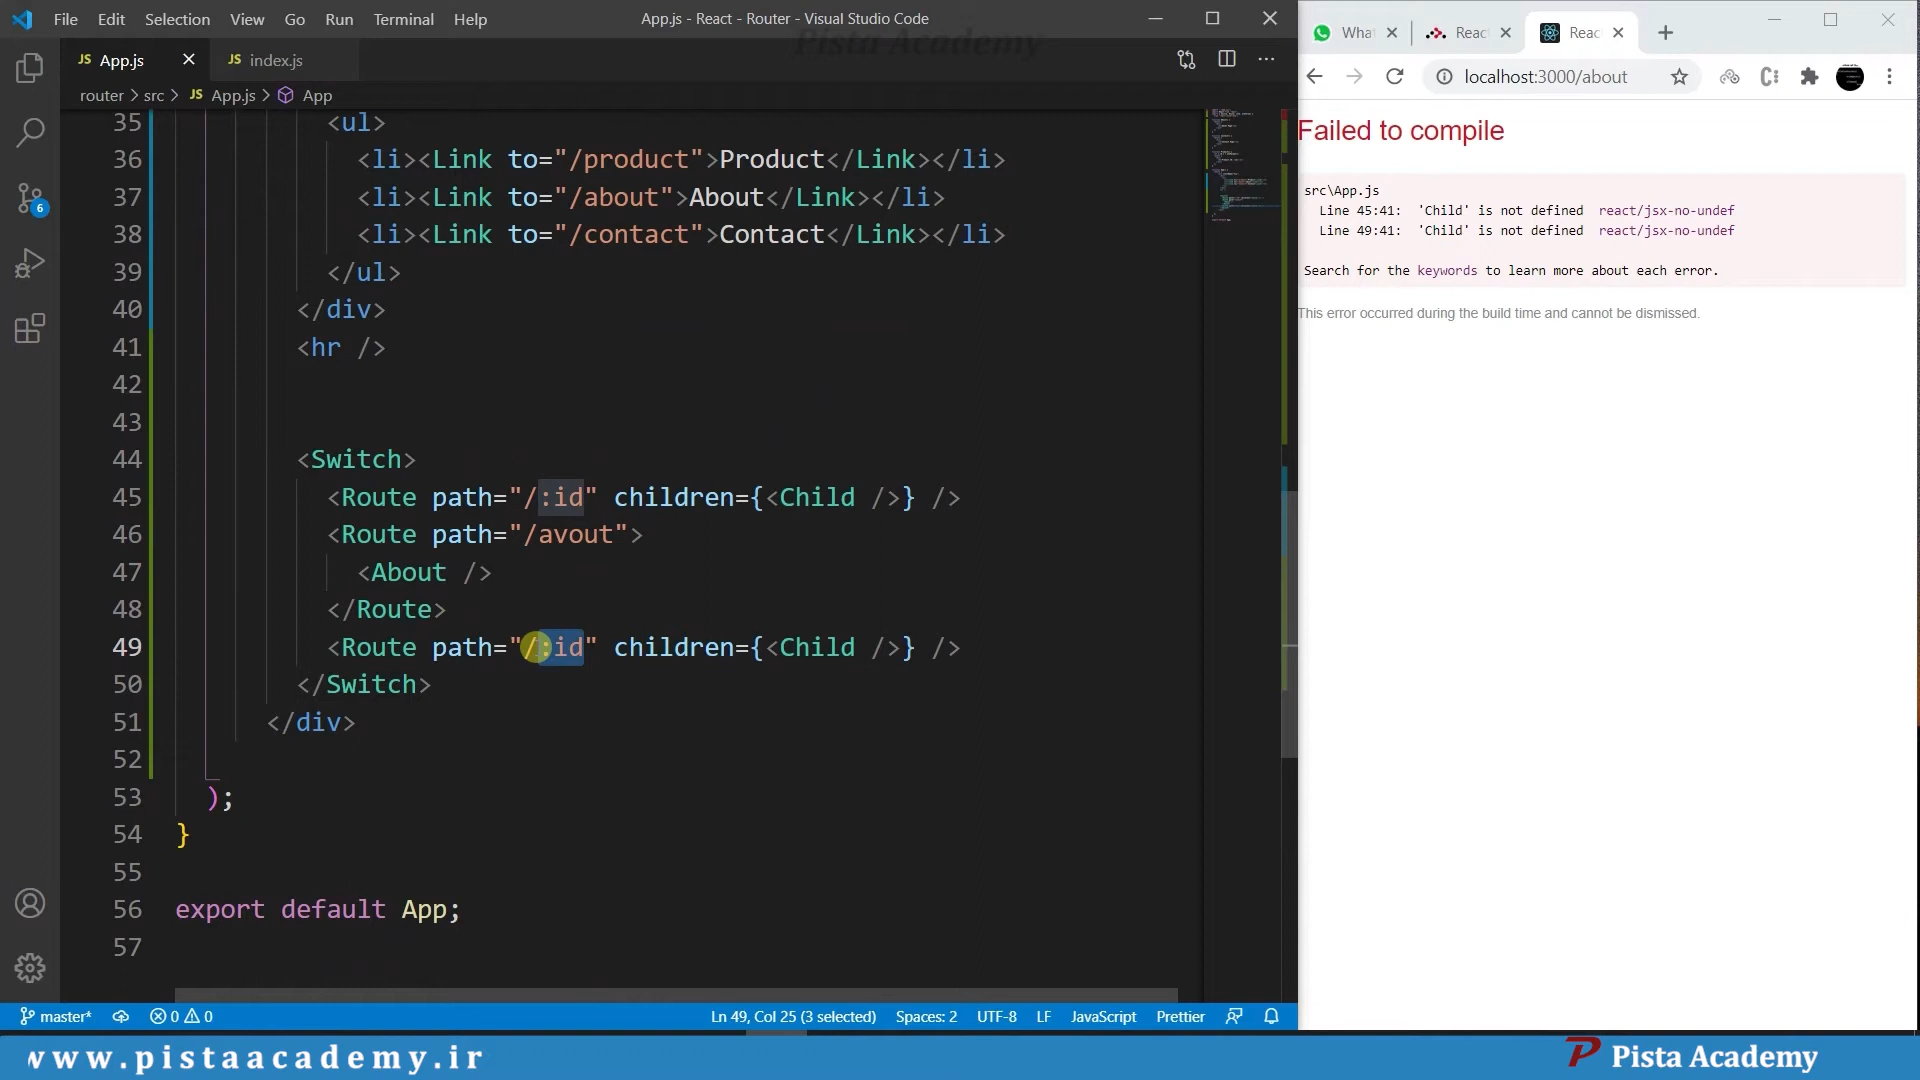 File Edit Selection View Go Run Terminal Help
App.js - React - Router - Visual Studio Code
Pista Academy
JS App.js
JS index.js
router > src > JS App.js > App
35 <ul>
36 <li><Link to="/product">Product</Link></li>
37 <li><Link to="/about">About</Link></li>
38 <li><Link to="/contact">Contact</Link></li>
39 </ul>
40 </div>
41 <hr />
42
43
44 <Switch>
45 <Route path="/:id" children={<Child />} />
46 <Route path="/avout">
47 <About />
48 </Route>
49 <Route path="/:id" children={<Child />} />
50 </Switch>
51 </div>
52
53 );
54 }
55
56 export default App;
57
6
master* 0 0 Ln 49, Col 25 (3 selected) Spaces: 2 UTF-8 LF JavaScript Prettier
What
Reac
Reac
localhost:3000/about
Failed to compile
src\App.js
Line 45:41: 'Child' is not defined react/jsx-no-undef
Line 49:41: 'Child' is not defined react/jsx-no-undef
Search for the keywords to learn more about each error.
This error occurred during the build time and cannot be dismissed.
www.pistaacademy.ir
P Pista Academy